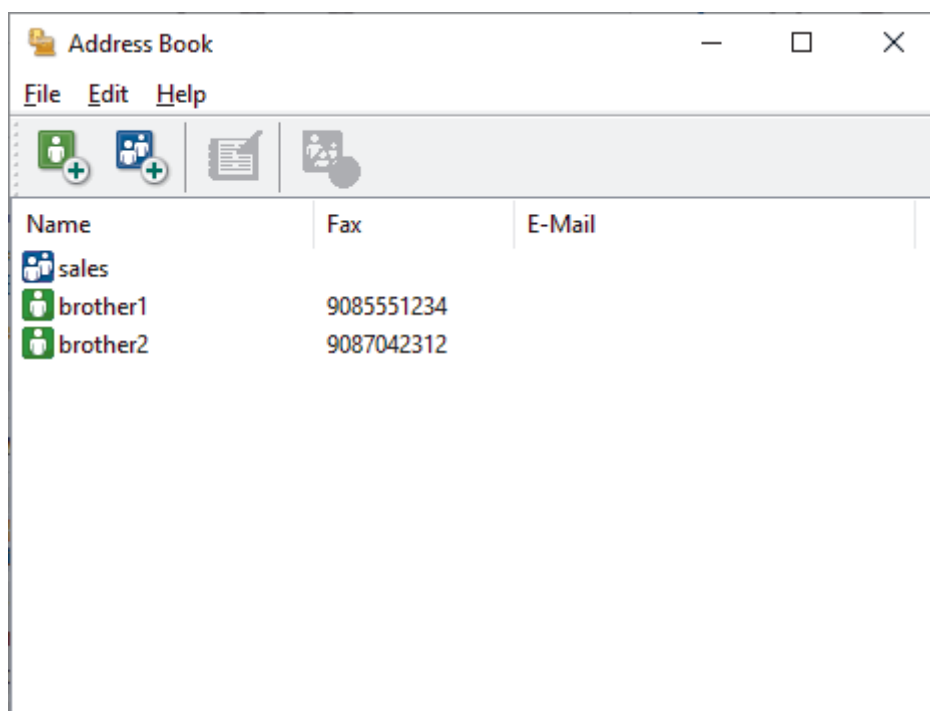 Address Book
File Edit Help
Name Fax E-Mail
sales
brother1 9085551234
brother2 9087042312